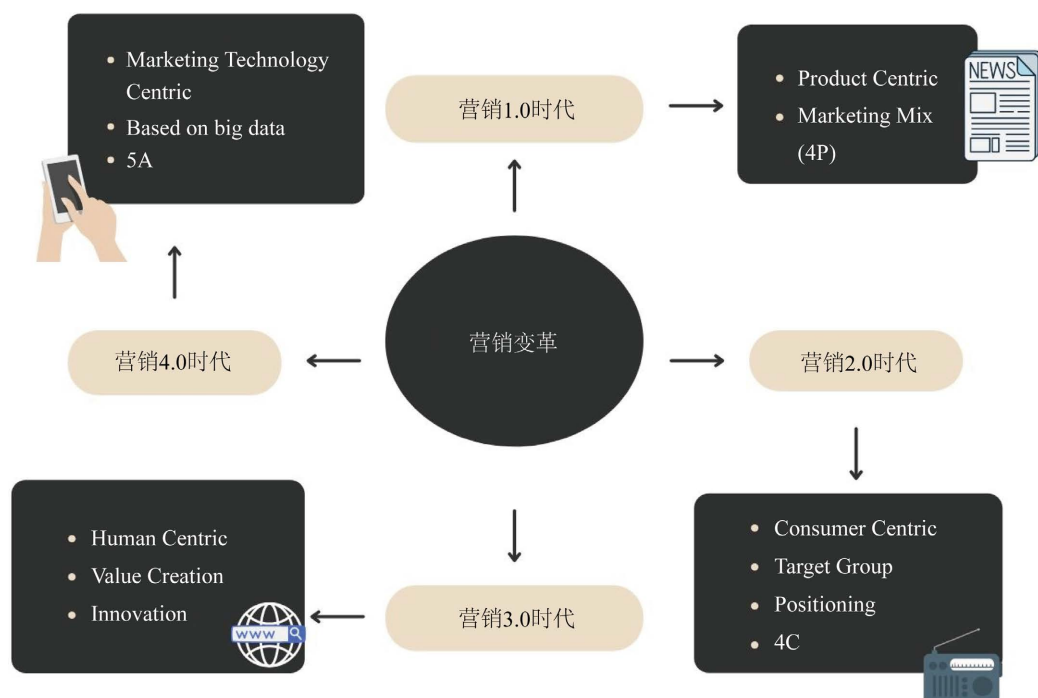 Marketing Technology
Centric
Based on big data
5A
营销1.0时代
Product Centric
Marketing Mix
(4P)
NEWS
营销变革
营销4.0时代
营销2.0时代
Human Centric
Value Creation
Innovation
www
营销3.0时代
Consumer Centric
Target Group
Positioning
4C